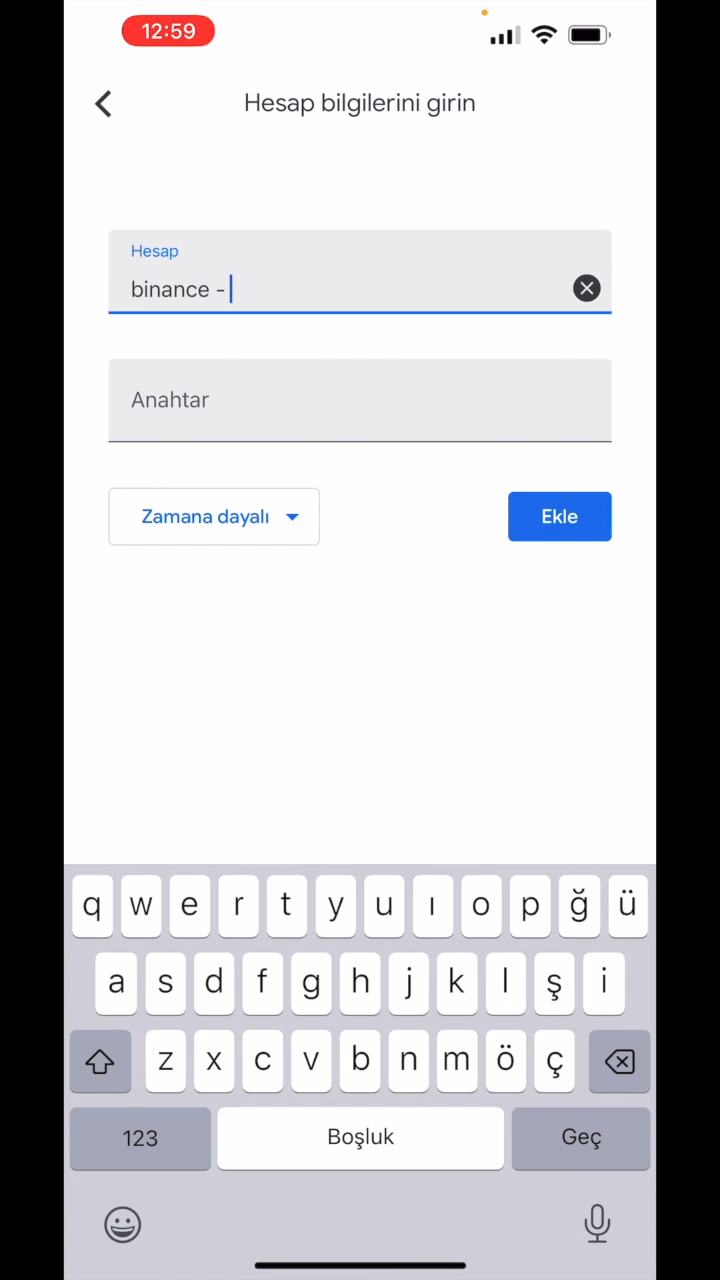 12:59
Hesap bilgilerini girin
Hesap
binance -
Anahtar
Zamana dayalı
Ekle
q w e r t y u ı o p ğ ü
a s d f g h j k l ş i
z x c v b n m ö ç
123 Boşluk Geç